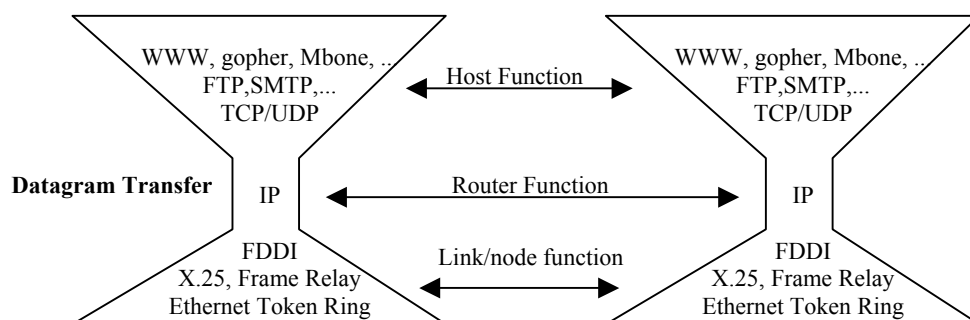 WWW, gopher, Mbone, ...
FTP,SMTP,...
TCP/UDP
Host Function
WWW, gopher, Mbone, ...
FTP,SMTP,...
TCP/UDP
Datagram Transfer
IP
Router Function
IP
FDDI
X.25, Frame Relay
Ethernet Token Ring
Link/node function
FDDI
X.25, Frame Relay
Ethernet Token Ring